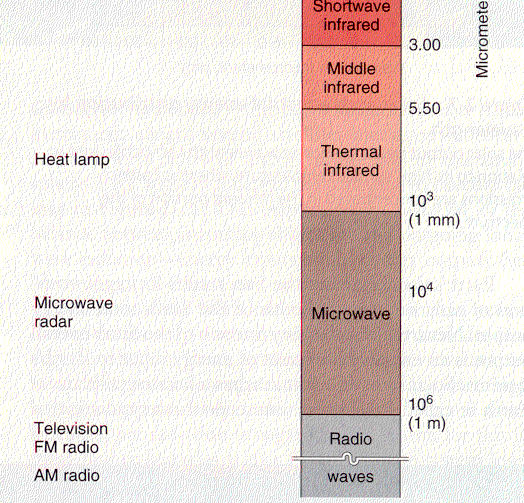 Shortwave
infrared
3.00
Middle
infrared
5.50
Heat lamp
Thermal
infrared
10³
(1 mm)
10⁴
Microwave
radar
Microwave
10⁶
(1 m)
Television
FM radio
Radio
AM radio
waves